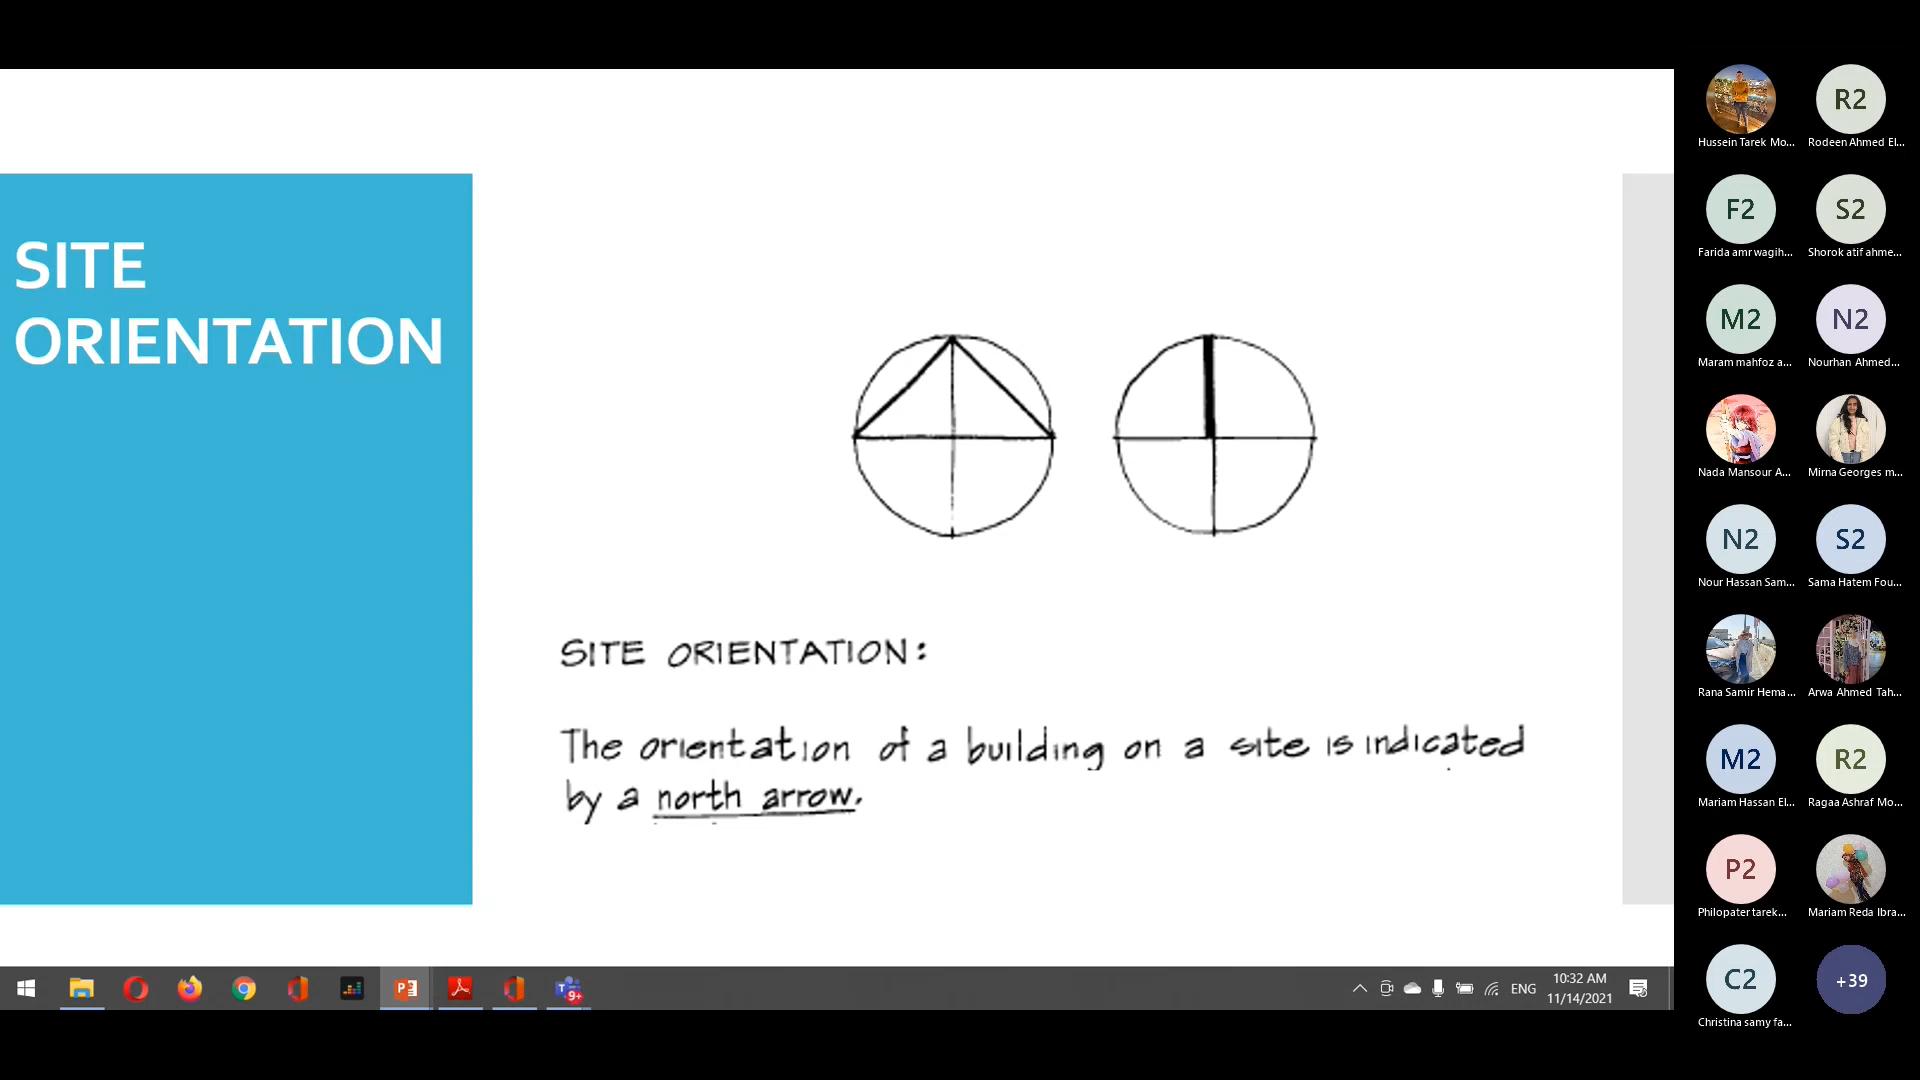 SITE
ORIENTATION
SITE ORIENTATION:
The orientation of a building on a site is indicated
by a north arrow.
Hussein Tarek Mo...
R2
Rodeen Ahmed El...
F2
Farida amr wagih...
S2
Shorok atif ahme...
M2
Maram mahfoz a...
N2
Nourhan Ahmed...
Nada Mansour A...
Mirna Georges m...
N2
Nour Hassan Sam...
S2
Sama Hatem Fou...
Rana Samir Hema...
Arwa Ahmed Tah...
M2
Mariam Hassan El...
R2
Ragaa Ashraf Mo...
P2
Philopater tarek...
Mariam Reda Ibra...
C2
Christina samy fa...
+39
9+
ENG
10:32 AM
11/14/2021